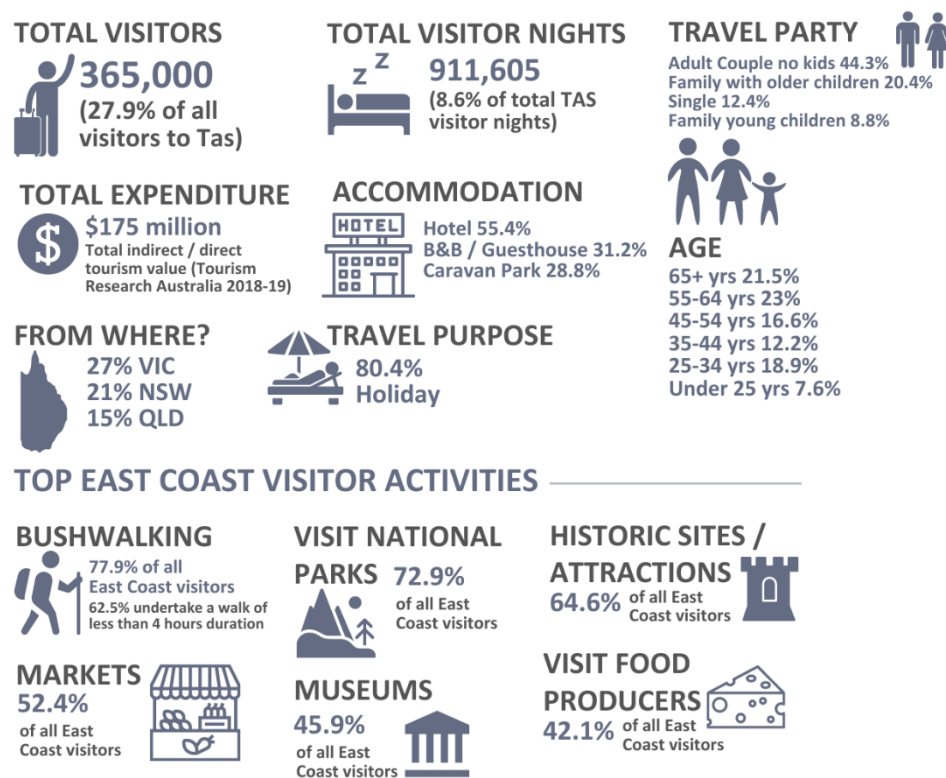 TOTAL VISITORS
365,000
(27.9% of all
visitors to Tas)
TOTAL VISITOR NIGHTS
z z
911,605
(8.6% of total TAS
visitor nights)
TRAVEL PARTY
Adult Couple no kids 44.3%
Family with older children 20.4%
Single 12.4%
Family young children 8.8%
TOTAL EXPENDITURE
$
$175 million
Total indirect / direct
tourism value (Tourism
Research Australia 2018-19)
ACCOMMODATION
HOTEL
Hotel 55.4%
B&B / Guesthouse 31.2%
Caravan Park 28.8%
AGE
65+ yrs 21.5%
55-64 yrs 23%
45-54 yrs 16.6%
35-44 yrs 12.2%
25-34 yrs 18.9%
Under 25 yrs 7.6%
FROM WHERE?
27% VIC
21% NSW
15% QLD
TRAVEL PURPOSE
80.4%
Holiday
TOP EAST COAST VISITOR ACTIVITIES
BUSHWALKING
77.9% of all
East Coast visitors
62.5% undertake a walk of
less than 4 hours duration
VISIT NATIONAL
PARKS 72.9%
of all East
Coast visitors
HISTORIC SITES /
ATTRACTIONS
64.6% of all East
Coast visitors
MARKETS
52.4%
of all East
Coast visitors
MUSEUMS
45.9%
of all East
Coast visitors
VISIT FOOD
PRODUCERS
42.1% of all East
Coast visitors